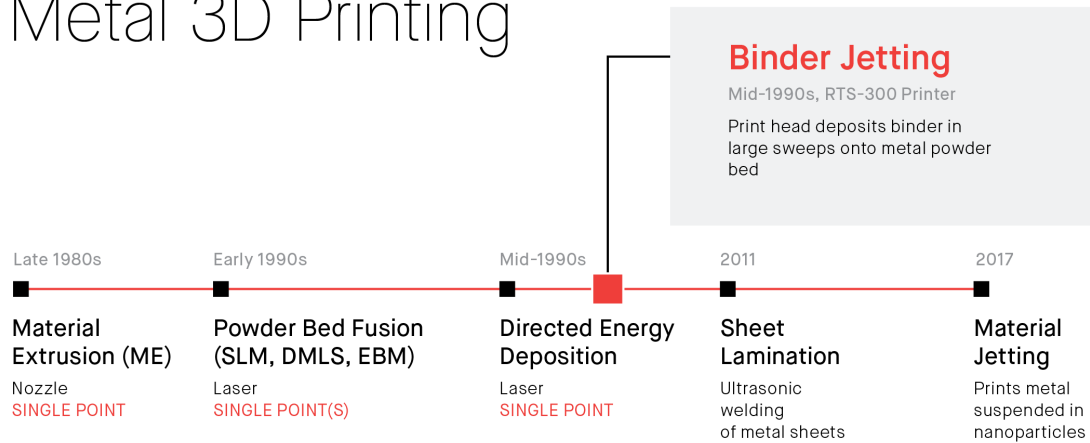 Metal 3D Printing
Binder Jetting
Mid-1990s, RTS-300 Printer
Print head deposits binder in
large sweeps onto metal powder
bed
Late 1980s
Material
Extrusion (ME)
Nozzle
SINGLE POINT
Early 1990s
Powder Bed Fusion
(SLM, DMLS, EBM)
Laser
SINGLE POINT(S)
Mid-1990s
Directed Energy
Deposition
Laser
SINGLE POINT
2011
Sheet
Lamination
Ultrasonic
welding
of metal sheets
2017
Material
Jetting
Prints metal
suspended in
nanoparticles